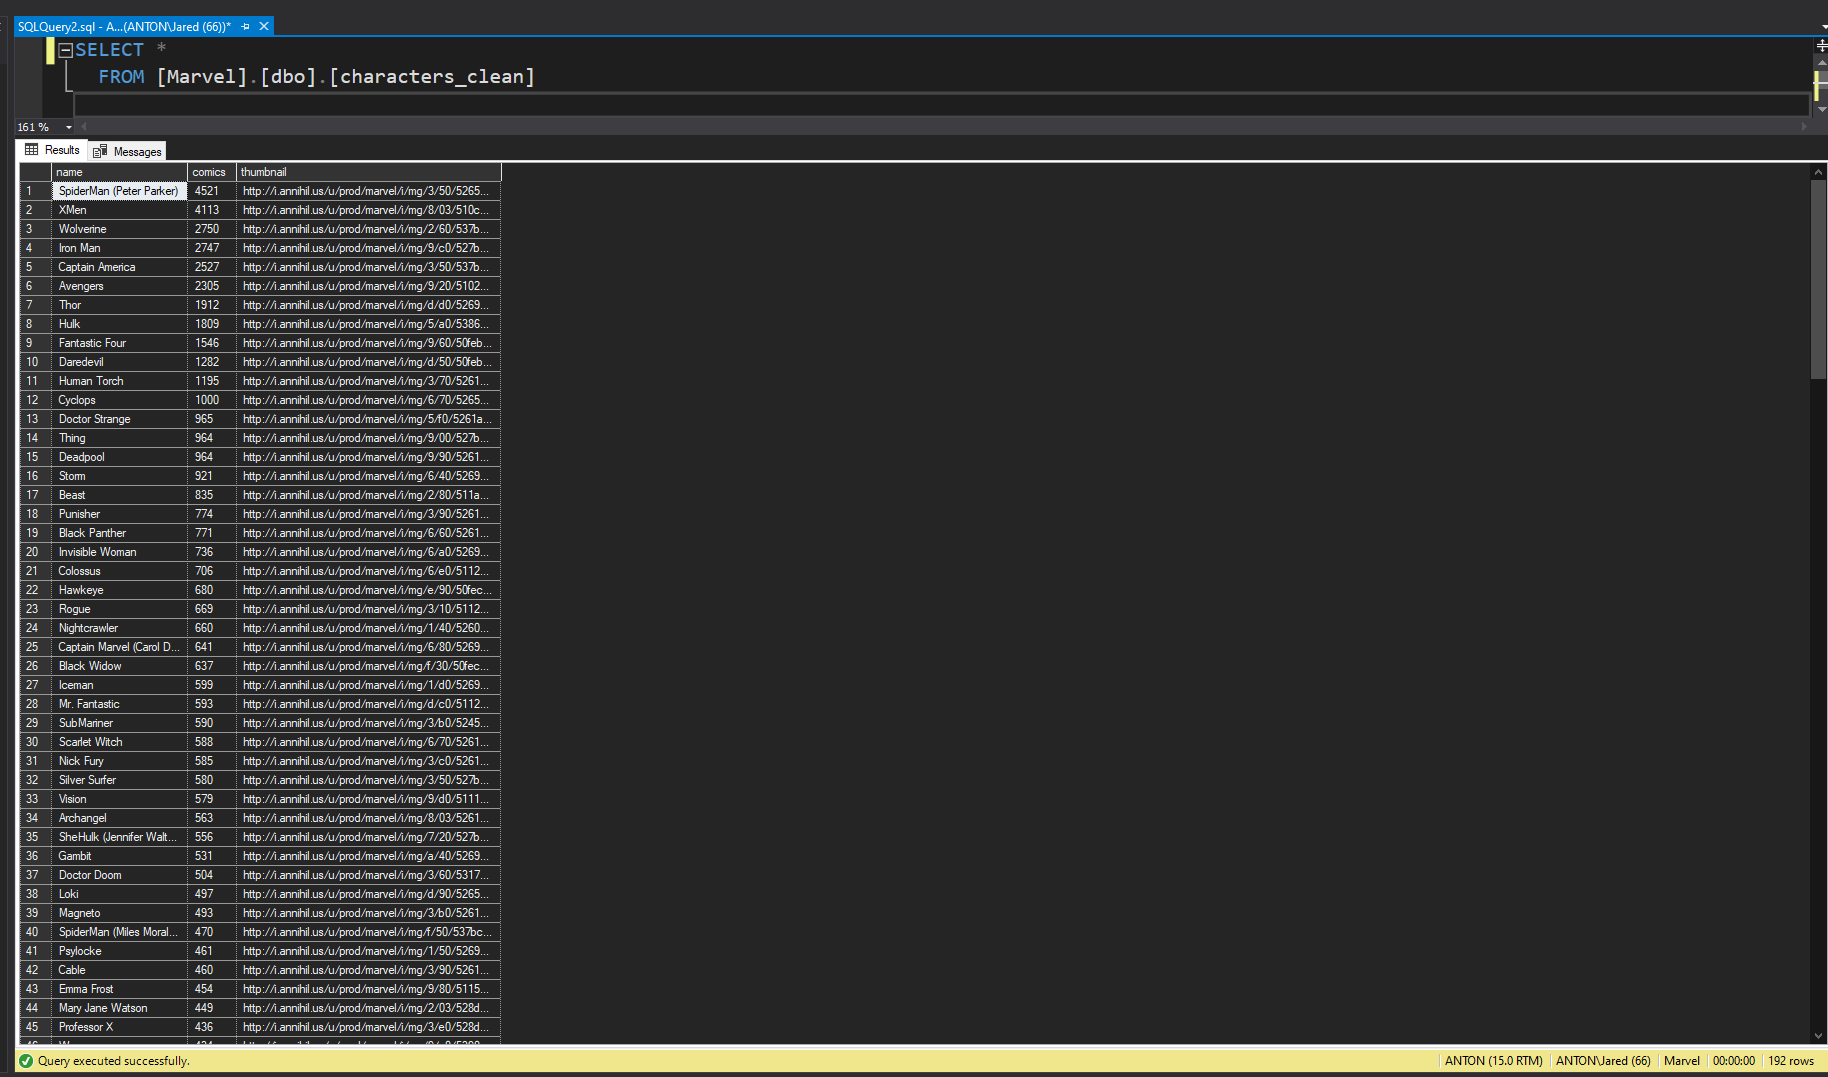 SQLQuery2.sql - A...(ANTON\Jared (66))*
SELECT *
FROM [Marvel].[dbo].[characters_clean]
161 %
Results Messages
name comics thumbnail
1 SpiderMan (Peter Parker) 4521 http://i.annihil.us/u/prod/marvel/i/mg/3/50/5265...
2 XMen 4113 http://i.annihil.us/u/prod/marvel/i/mg/8/03/510c...
3 Wolverine 2750 http://i.annihil.us/u/prod/marvel/i/mg/2/60/537b...
4 Iron Man 2747 http://i.annihil.us/u/prod/marvel/i/mg/9/c0/527b...
5 Captain America 2527 http://i.annihil.us/u/prod/marvel/i/mg/3/50/537b...
6 Avengers 2305 http://i.annihil.us/u/prod/marvel/i/mg/9/20/5102...
7 Thor 1912 http://i.annihil.us/u/prod/marvel/i/mg/d/d0/5269...
8 Hulk 1809 http://i.annihil.us/u/prod/marvel/i/mg/5/a0/5386...
9 Fantastic Four 1546 http://i.annihil.us/u/prod/marvel/i/mg/9/60/50feb...
10 Daredevil 1282 http://i.annihil.us/u/prod/marvel/i/mg/d/50/50feb...
11 Human Torch 1195 http://i.annihil.us/u/prod/marvel/i/mg/3/70/5261...
12 Cyclops 1000 http://i.annihil.us/u/prod/marvel/i/mg/6/70/5265...
13 Doctor Strange 965 http://i.annihil.us/u/prod/marvel/i/mg/5/f0/5261a...
14 Thing 964 http://i.annihil.us/u/prod/marvel/i/mg/9/00/527b...
15 Deadpool 964 http://i.annihil.us/u/prod/marvel/i/mg/9/90/5261...
16 Storm 921 http://i.annihil.us/u/prod/marvel/i/mg/6/40/5269...
17 Beast 835 http://i.annihil.us/u/prod/marvel/i/mg/2/80/511a...
18 Punisher 774 http://i.annihil.us/u/prod/marvel/i/mg/3/90/5261...
19 Black Panther 771 http://i.annihil.us/u/prod/marvel/i/mg/6/60/5261...
20 Invisible Woman 736 http://i.annihil.us/u/prod/marvel/i/mg/6/a0/5269...
21 Colossus 706 http://i.annihil.us/u/prod/marvel/i/mg/6/e0/5112...
22 Hawkeye 680 http://i.annihil.us/u/prod/marvel/i/mg/e/90/50fec...
23 Rogue 669 http://i.annihil.us/u/prod/marvel/i/mg/3/10/5112...
24 Nightcrawler 660 http://i.annihil.us/u/prod/marvel/i/mg/1/40/5260...
25 Captain Marvel (Carol D... 641 http://i.annihil.us/u/prod/marvel/i/mg/6/80/5269...
26 Black Widow 637 http://i.annihil.us/u/prod/marvel/i/mg/f/30/50fec...
27 Iceman 599 http://i.annihil.us/u/prod/marvel/i/mg/1/d0/5269...
28 Mr. Fantastic 593 http://i.annihil.us/u/prod/marvel/i/mg/d/c0/5112...
29 SubMariner 590 http://i.annihil.us/u/prod/marvel/i/mg/3/b0/5245...
30 Scarlet Witch 588 http://i.annihil.us/u/prod/marvel/i/mg/6/70/5261...
31 Nick Fury 585 http://i.annihil.us/u/prod/marvel/i/mg/3/c0/5261...
32 Silver Surfer 580 http://i.annihil.us/u/prod/marvel/i/mg/3/50/527b...
33 Vision 579 http://i.annihil.us/u/prod/marvel/i/mg/9/d0/5111...
34 Archangel 563 http://i.annihil.us/u/prod/marvel/i/mg/8/03/5261...
35 SheHulk (Jennifer Walt... 556 http://i.annihil.us/u/prod/marvel/i/mg/7/20/527b...
36 Gambit 531 http://i.annihil.us/u/prod/marvel/i/mg/a/40/5269...
37 Doctor Doom 504 http://i.annihil.us/u/prod/marvel/i/mg/3/60/5317...
38 Loki 497 http://i.annihil.us/u/prod/marvel/i/mg/d/90/5265...
39 Magneto 493 http://i.annihil.us/u/prod/marvel/i/mg/3/b0/5261...
40 SpiderMan (Miles Moral... 470 http://i.annihil.us/u/prod/marvel/i/mg/f/50/537bc...
41 Psylocke 461 http://i.annihil.us/u/prod/marvel/i/mg/1/50/5269...
42 Cable 460 http://i.annihil.us/u/prod/marvel/i/mg/3/90/5261...
43 Emma Frost 454 http://i.annihil.us/u/prod/marvel/i/mg/9/80/5115...
44 Mary Jane Watson 449 http://i.annihil.us/u/prod/marvel/i/mg/2/03/528d...
45 Professor X 436 http://i.annihil.us/u/prod/marvel/i/mg/3/e0/528d...
Query executed successfully. ANTON (15.0 RTM) ANTON\Jared (66) Marvel 00:00:00 192 rows